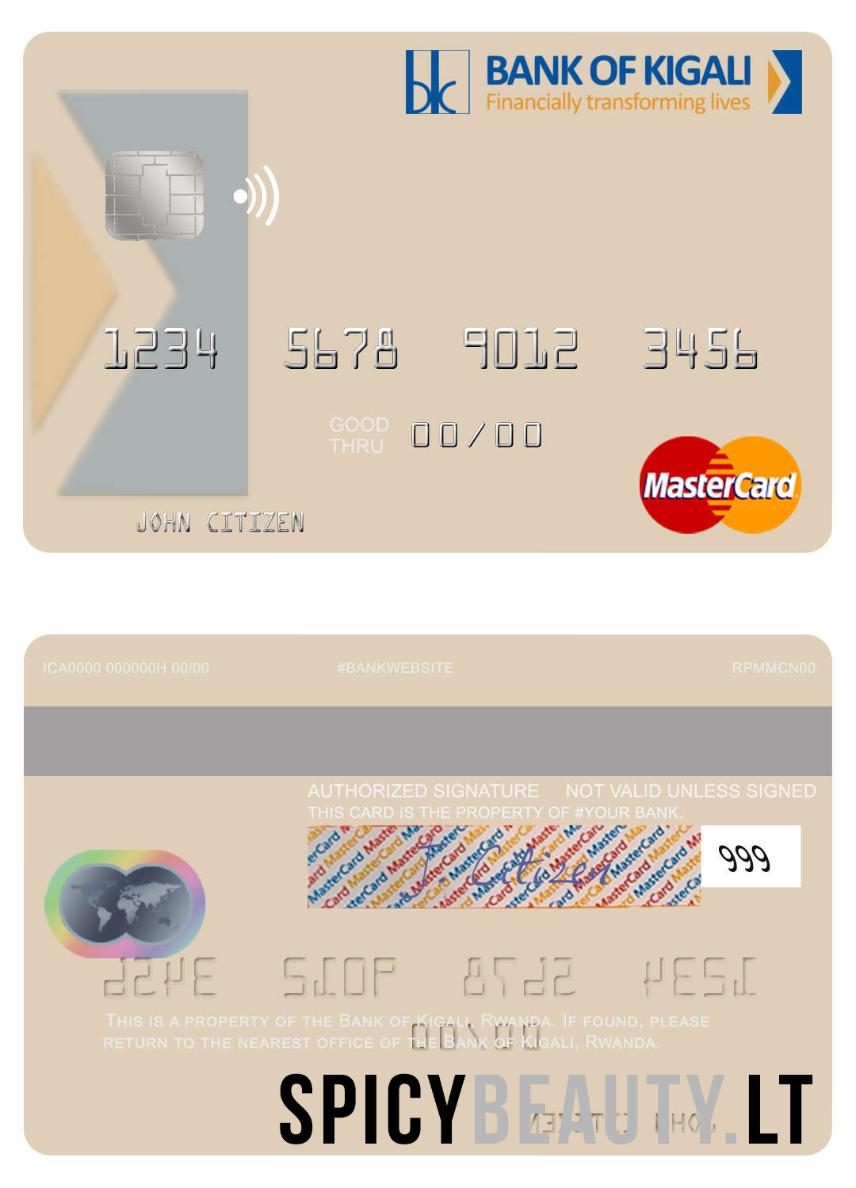 BANK OF KIGALI
Financially transforming lives
1234 5678 9012 3456
GOOD THRU 00/00
MasterCard
JOHN CITIZEN
ICA0000 000000H 00/00 #BANKWEBSITE RPMMCN00
AUTHORIZED SIGNATURE NOT VALID UNLESS SIGNED
THIS CARD IS THE PROPERTY OF #YOUR BANK.
J. Citizen 999
THIS IS A PROPERTY OF THE BANK OF KIGALI, RWANDA. IF FOUND, PLEASE
RETURN TO THE NEAREST OFFICE OF THE BANK OF KIGALI, RWANDA.
SPICYBEAUTY.LT